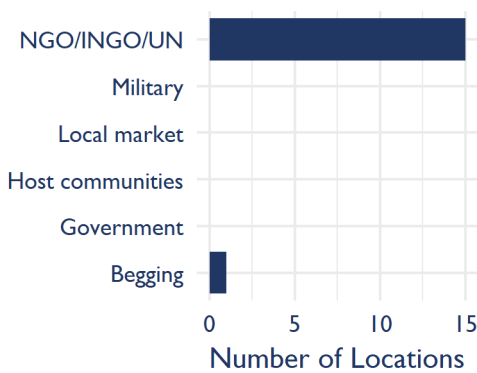 NGO/INGO/UN
Military
Local market
Host communities
Government
Begging
0 5 10 15
Number of Locations